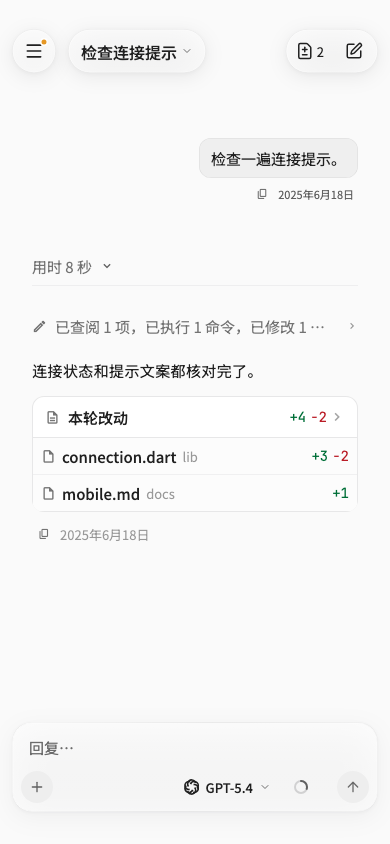 检查连接提示
2
检查一遍连接提示。
2025年6月18日
用时 8 秒
已查阅 1 项，已执行 1 命令，已修改 1 …
连接状态和提示文案都核对完了。
本轮改动 +4 -2
connection.dart lib +3 -2
mobile.md docs +1
2025年6月18日
回复…
GPT-5.4